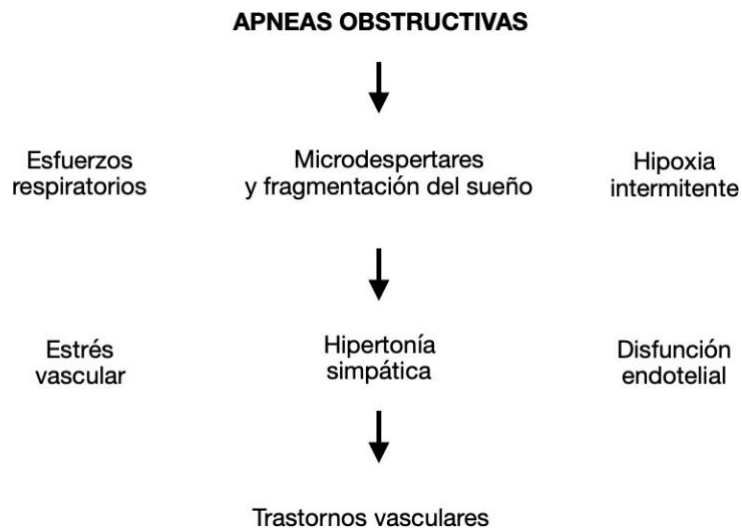 APNEAS OBSTRUCTIVAS
Esfuerzos
respiratorios
Microdespertares
y fragmentación del sueño
Hipoxia
intermitente
Estrés
vascular
Hipertonía
simpática
Disfunción
endotelial
Trastornos vasculares